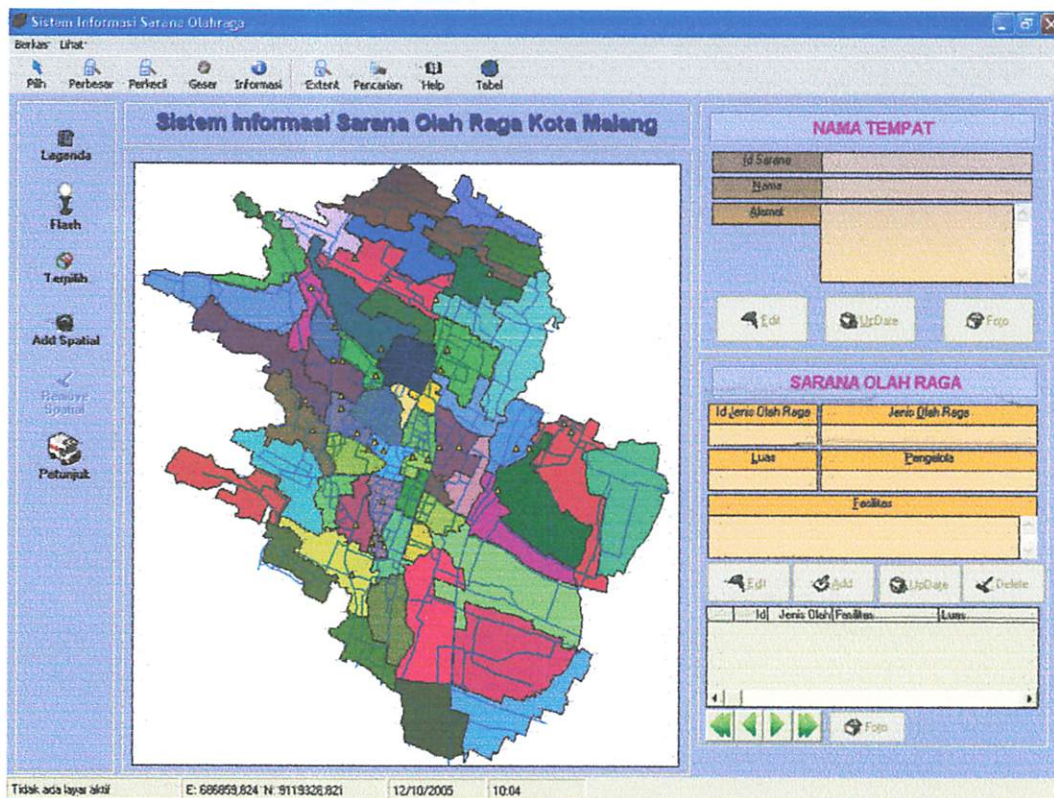 Sistem Informasi Sarana Olahraga
Berkas Lihat
Pilih Perbesar Perkecil Geser Informasi Extent Pencarian Help Tabel
Sistem Informasi Sarana Olah Raga Kota Malang
Legenda
Flash
Terpilih
Add Spatial
Remove Spatial
Petunjuk
NAMA TEMPAT
Id Sarana
Nama
Alamat
Edit UpDate Foto
SARANA OLAH RAGA
Id Jenis Olah Raga Jenis Olah Raga
Luas Pengelola
Fasilitas
Edit Add UpDate Delete
Id Jenis Olah Fasilitas Luas
Foto
Tidak ada layar aktif E: 686859,824 N: 9119328,821 12/10/2005 10:04